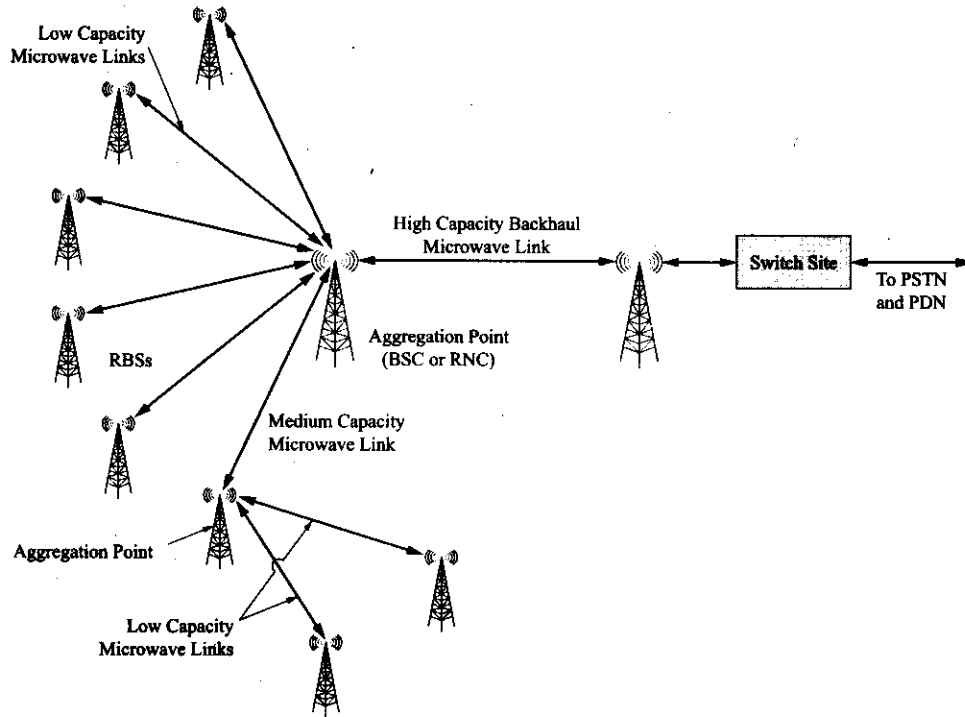 Low Capacity
Microwave Links
High Capacity Backhaul
Microwave Link
Switch Site
To PSTN
and PDN
Aggregation Point
(BSC or RNC)
RBSs
Medium Capacity
Microwave Link
Aggregation Point
Low Capacity
Microwave Links